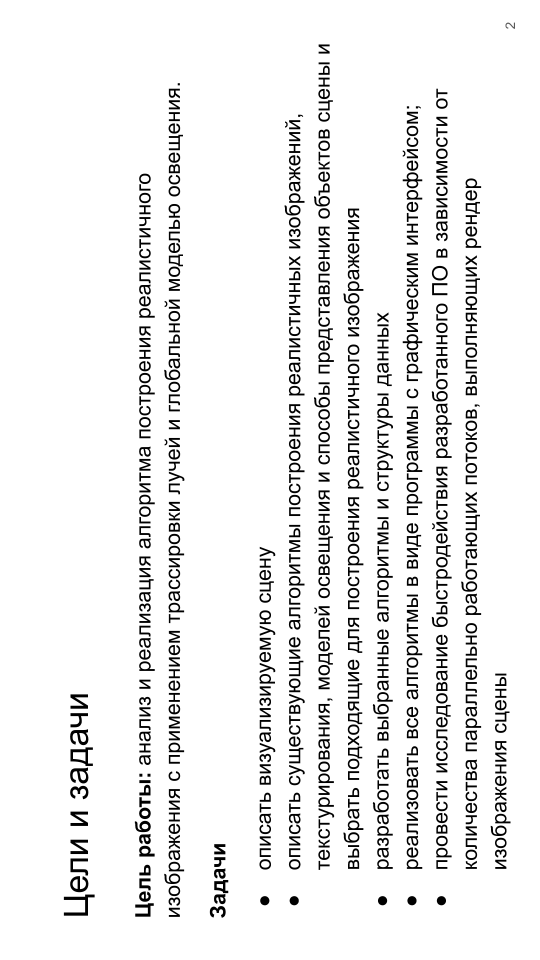 Цели и задачи
Цель работы: анализ и реализация алгоритма построения реалистичного
изображения с применением трассировки лучей и глобальной моделью освещения.
Задачи
● описать визуализируемую сцену
● описать существующие алгоритмы построения реалистичных изображений,
текстурирования, моделей освещения и способы представления объектов сцены и
выбрать подходящие для построения реалистичного изображения
● разработать выбранные алгоритмы и структуры данных
● реализовать все алгоритмы в виде программы с графическим интерфейсом;
● провести исследование быстродействия разработанного ПО в зависимости от
количества параллельно работающих потоков, выполняющих рендер
изображения сцены
2